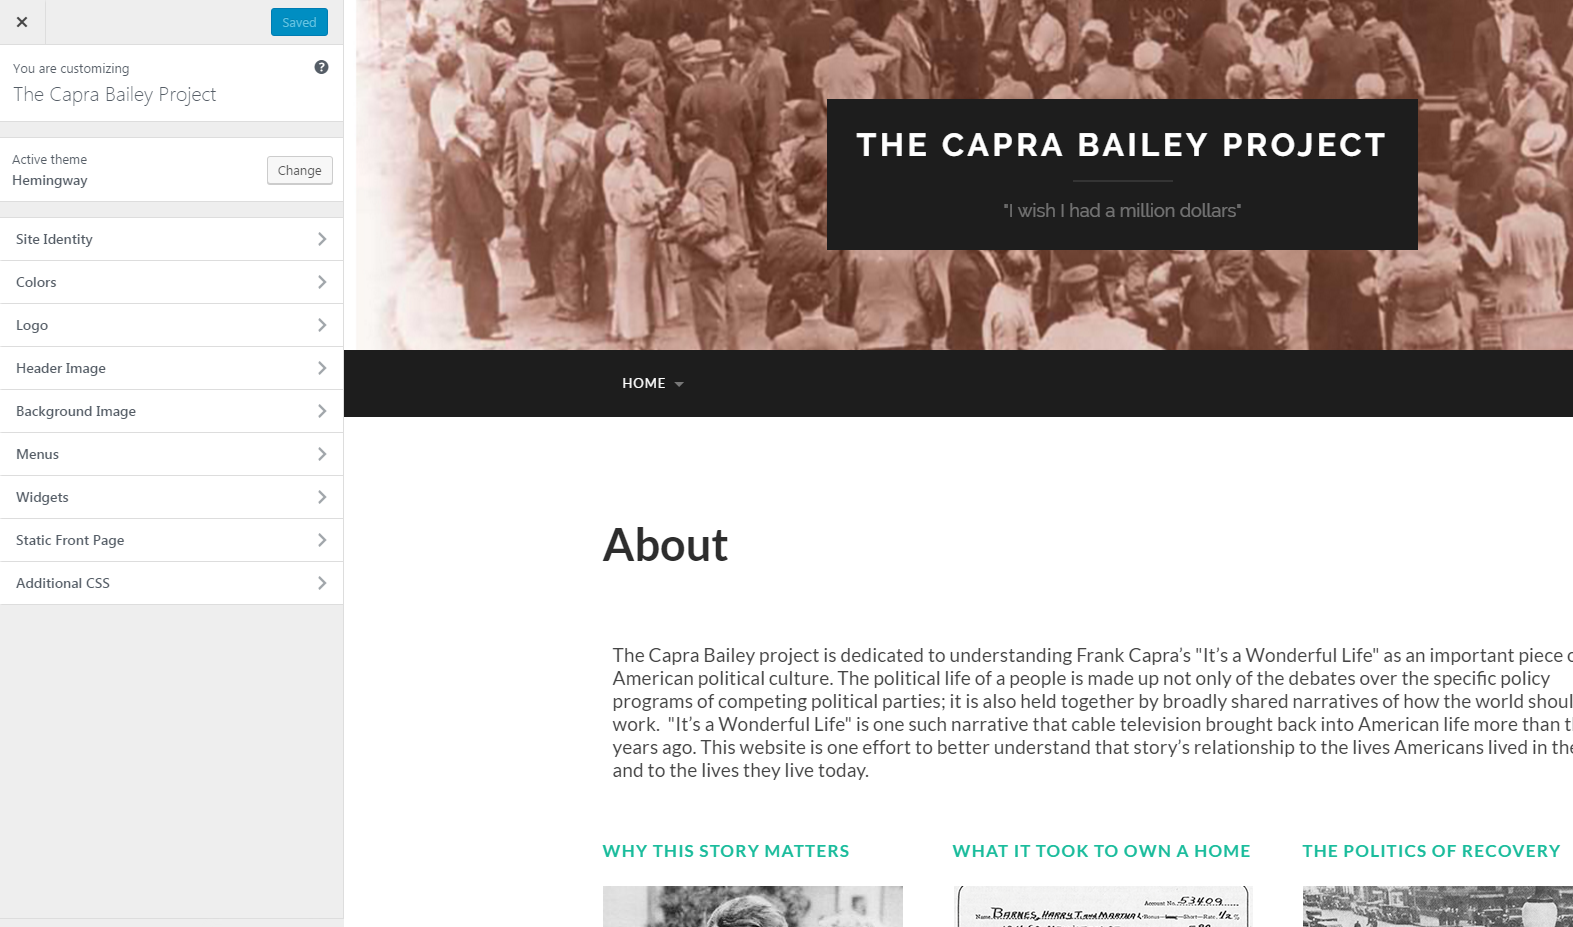 Saved
You are customizing
The Capra Bailey Project
Active theme
Hemingway
Change
Site Identity
Colors
Logo
Header Image
Background Image
Menus
Widgets
Static Front Page
Additional CSS
UNION
THE CAPRA BAILEY PROJECT
"I wish I had a million dollars"
HOME
About
The Capra Bailey project is dedicated to understanding Frank Capra’s "It’s a Wonderful Life" as an important piece
American political culture. The political life of a people is made up not only of the debates over the specific policy
programs of competing political parties; it is also held together by broadly shared narratives of how the world shoul
work.  "It’s a Wonderful Life" is one such narrative that cable television brought back into American life more than
years ago. This website is one effort to better understand that story’s relationship to the lives Americans lived in the
and to the lives they live today.
WHY THIS STORY MATTERS
WHAT IT TOOK TO OWN A HOME
THE POLITICS OF RECOVERY
Account No. 53409
Name BARNES, HARRY T. AND MARTHA L-Bonus-Long-Short-Rate. 1/2 %